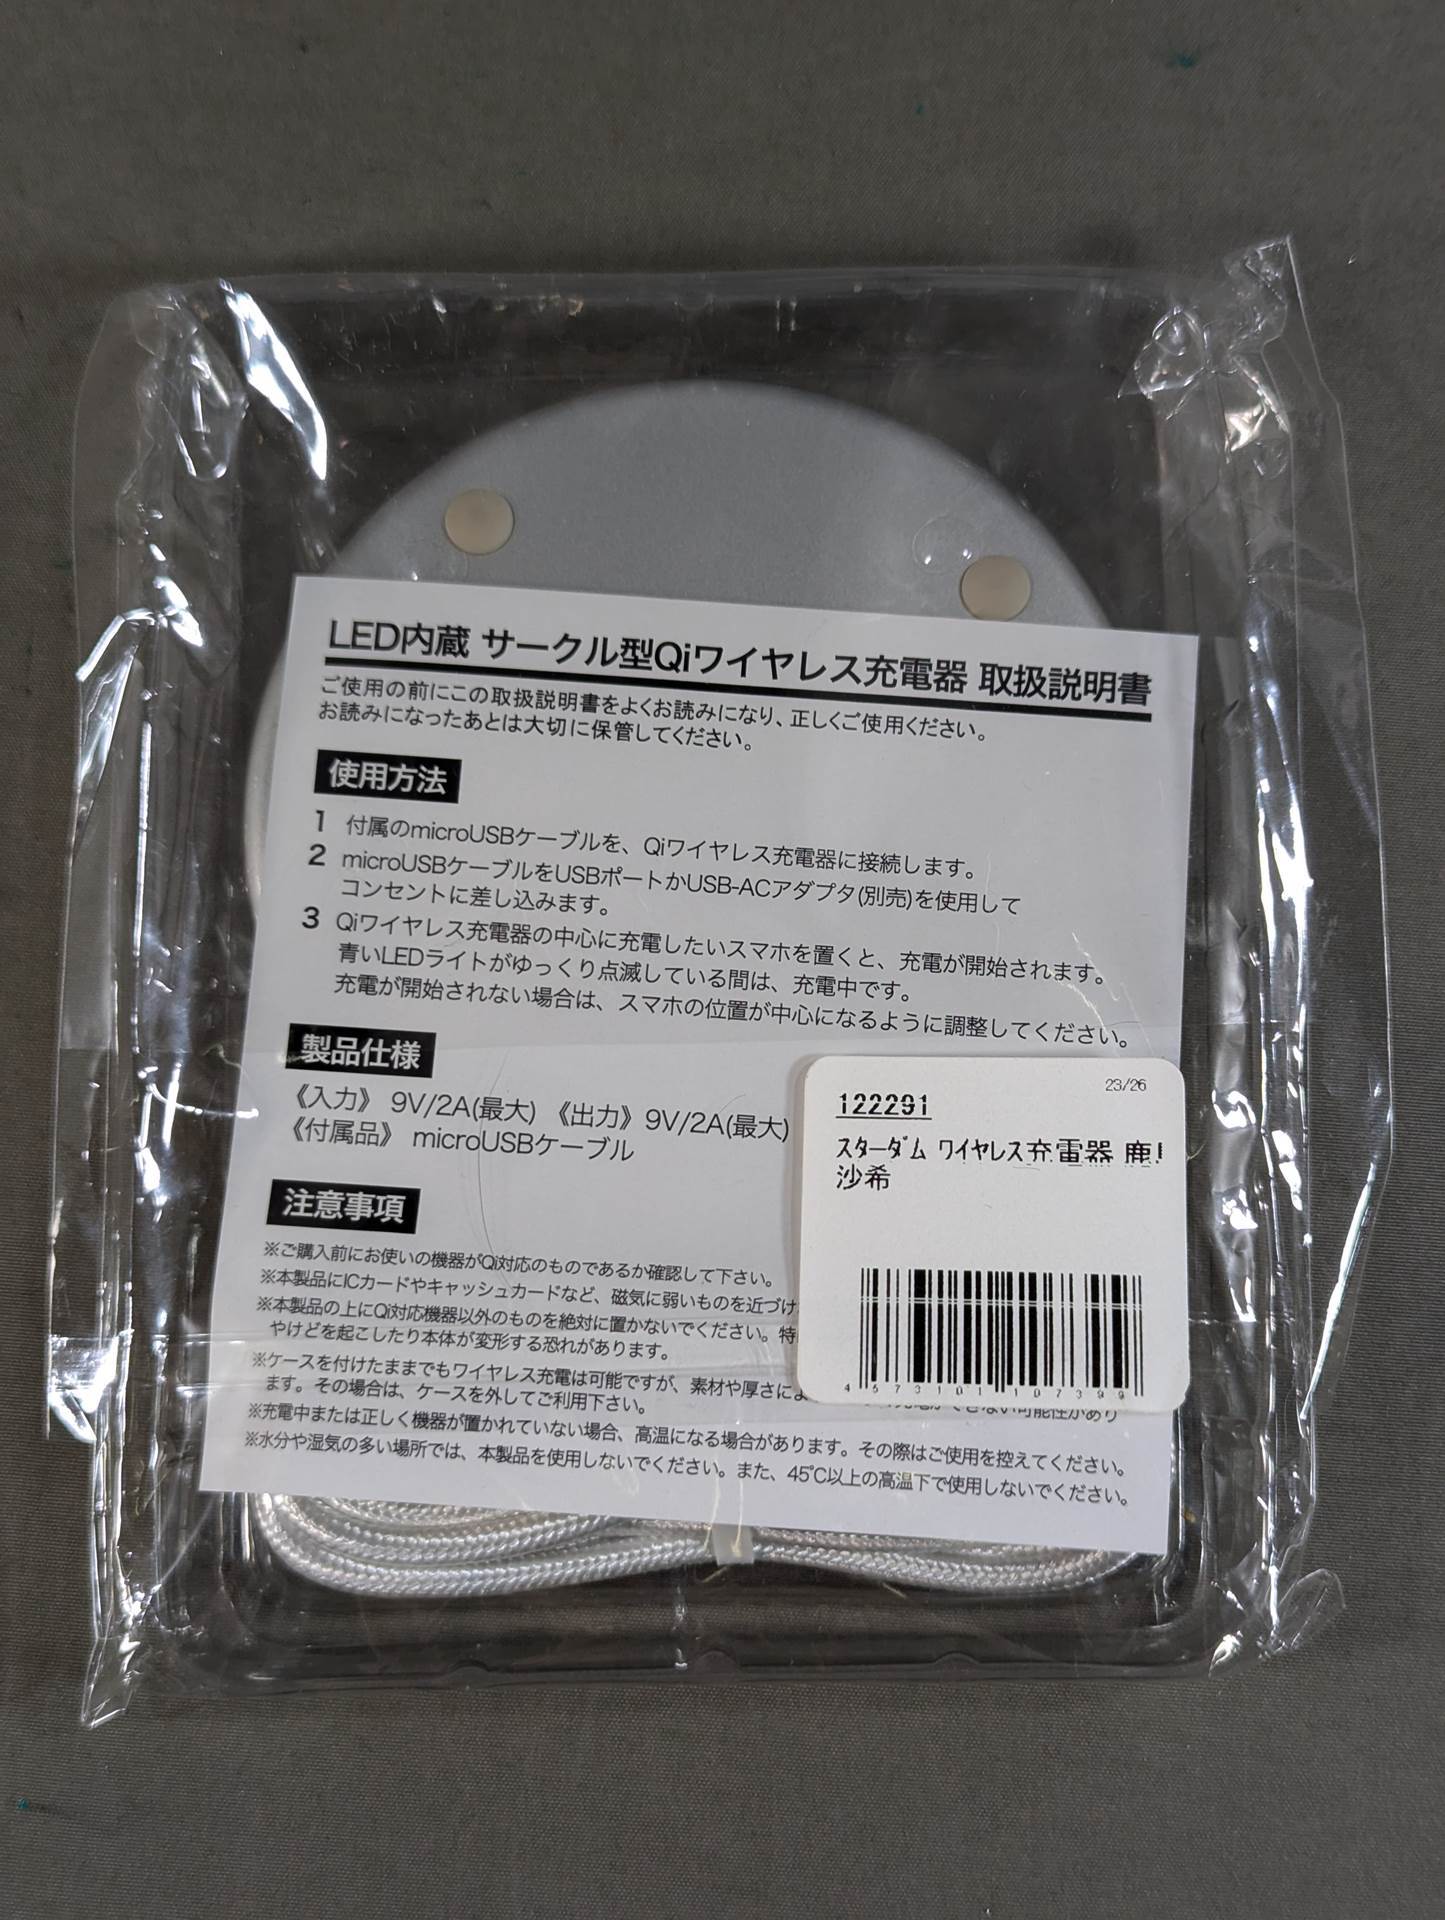 LED内蔵 サークル型Qiワイヤレス充電器 取扱説明書
ご使用の前にこの取扱説明書をよくお読みになり、正しくご使用ください。
お読みになったあとは大切に保管してください。
使用方法
1 付属のmicroUSBケーブルを、Qiワイヤレス充電器に接続します。
2 microUSBケーブルをUSBポートかUSB-ACアダプタ(別売)を使用して
コンセントに差し込みます。
3 Qiワイヤレス充電器の中心に充電したいスマホを置くと、充電が開始されます。
青いLEDライトがゆっくり点滅している間は、充電中です。
充電が開始されない場合は、スマホの位置が中心になるように調整してください。
製品仕様
《入力》 9V/2A(最大) 《出力》 9V/2A(最大)
《付属品》 microUSBケーブル
注意事項
※ご購入前にお使いの機器がQi対応のものであるか確認して下さい。
※本製品にICカードやキャッシュカードなど、磁気に弱いものを近づけ
※本製品の上にQi対応機器以外のものを絶対に置かないでください。特
やけどを起こしたり本体が変形する恐れがあります。
※ケースを付けたままでもワイヤレス充電は可能ですが、素材や厚さによ
できない可能性があり
ます。その場合は、ケースを外してご利用下さい。
※充電中または正しく機器が置かれていない場合、高温になる場合があります。その際はご使用を控えてください。
※水分や湿気の多い場所では、本製品を使用しないでください。また、45℃以上の高温下で使用しないでください。
23/26
122291
スターダム ワイヤレス充電器
沙希
4573101107399